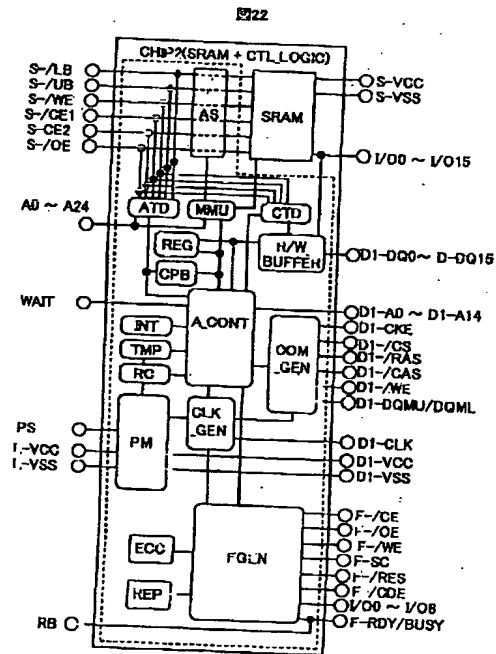 図22
CHIP2(SRAM + CTL_LOGIC)
S-/LB
S-/UB
S-/WE
S-/CE1
S-CE2
S-/OE
AS
SRAM
S-VCC
S-VSS
I/O0 ~ I/O15
A0 ~ A24
ATD
MMU
CTD
REG
R/W
BUFFER
D1-DQ0~ D-DQ15
CPB
WAIT
A_CONT
D1-A0 ~ D1-A14
D1-CKE
INT
COM
_GEN
D1-/CS
D1-/RAS
TMP
D1-/CAS
RC
D1-/WE
D1-DQMU/DQML
PS
PM
CLK
_GEN
D1-CLK
L-VCC
D1-VCC
L-VSS
D1-VSS
F-/CE
F-/OE
ECC
FGEN
F-/WE
F-SC
F-/RES
REP
F-/CDE
I/O0 ~ I/O8
RB
F-RDY/BUSY